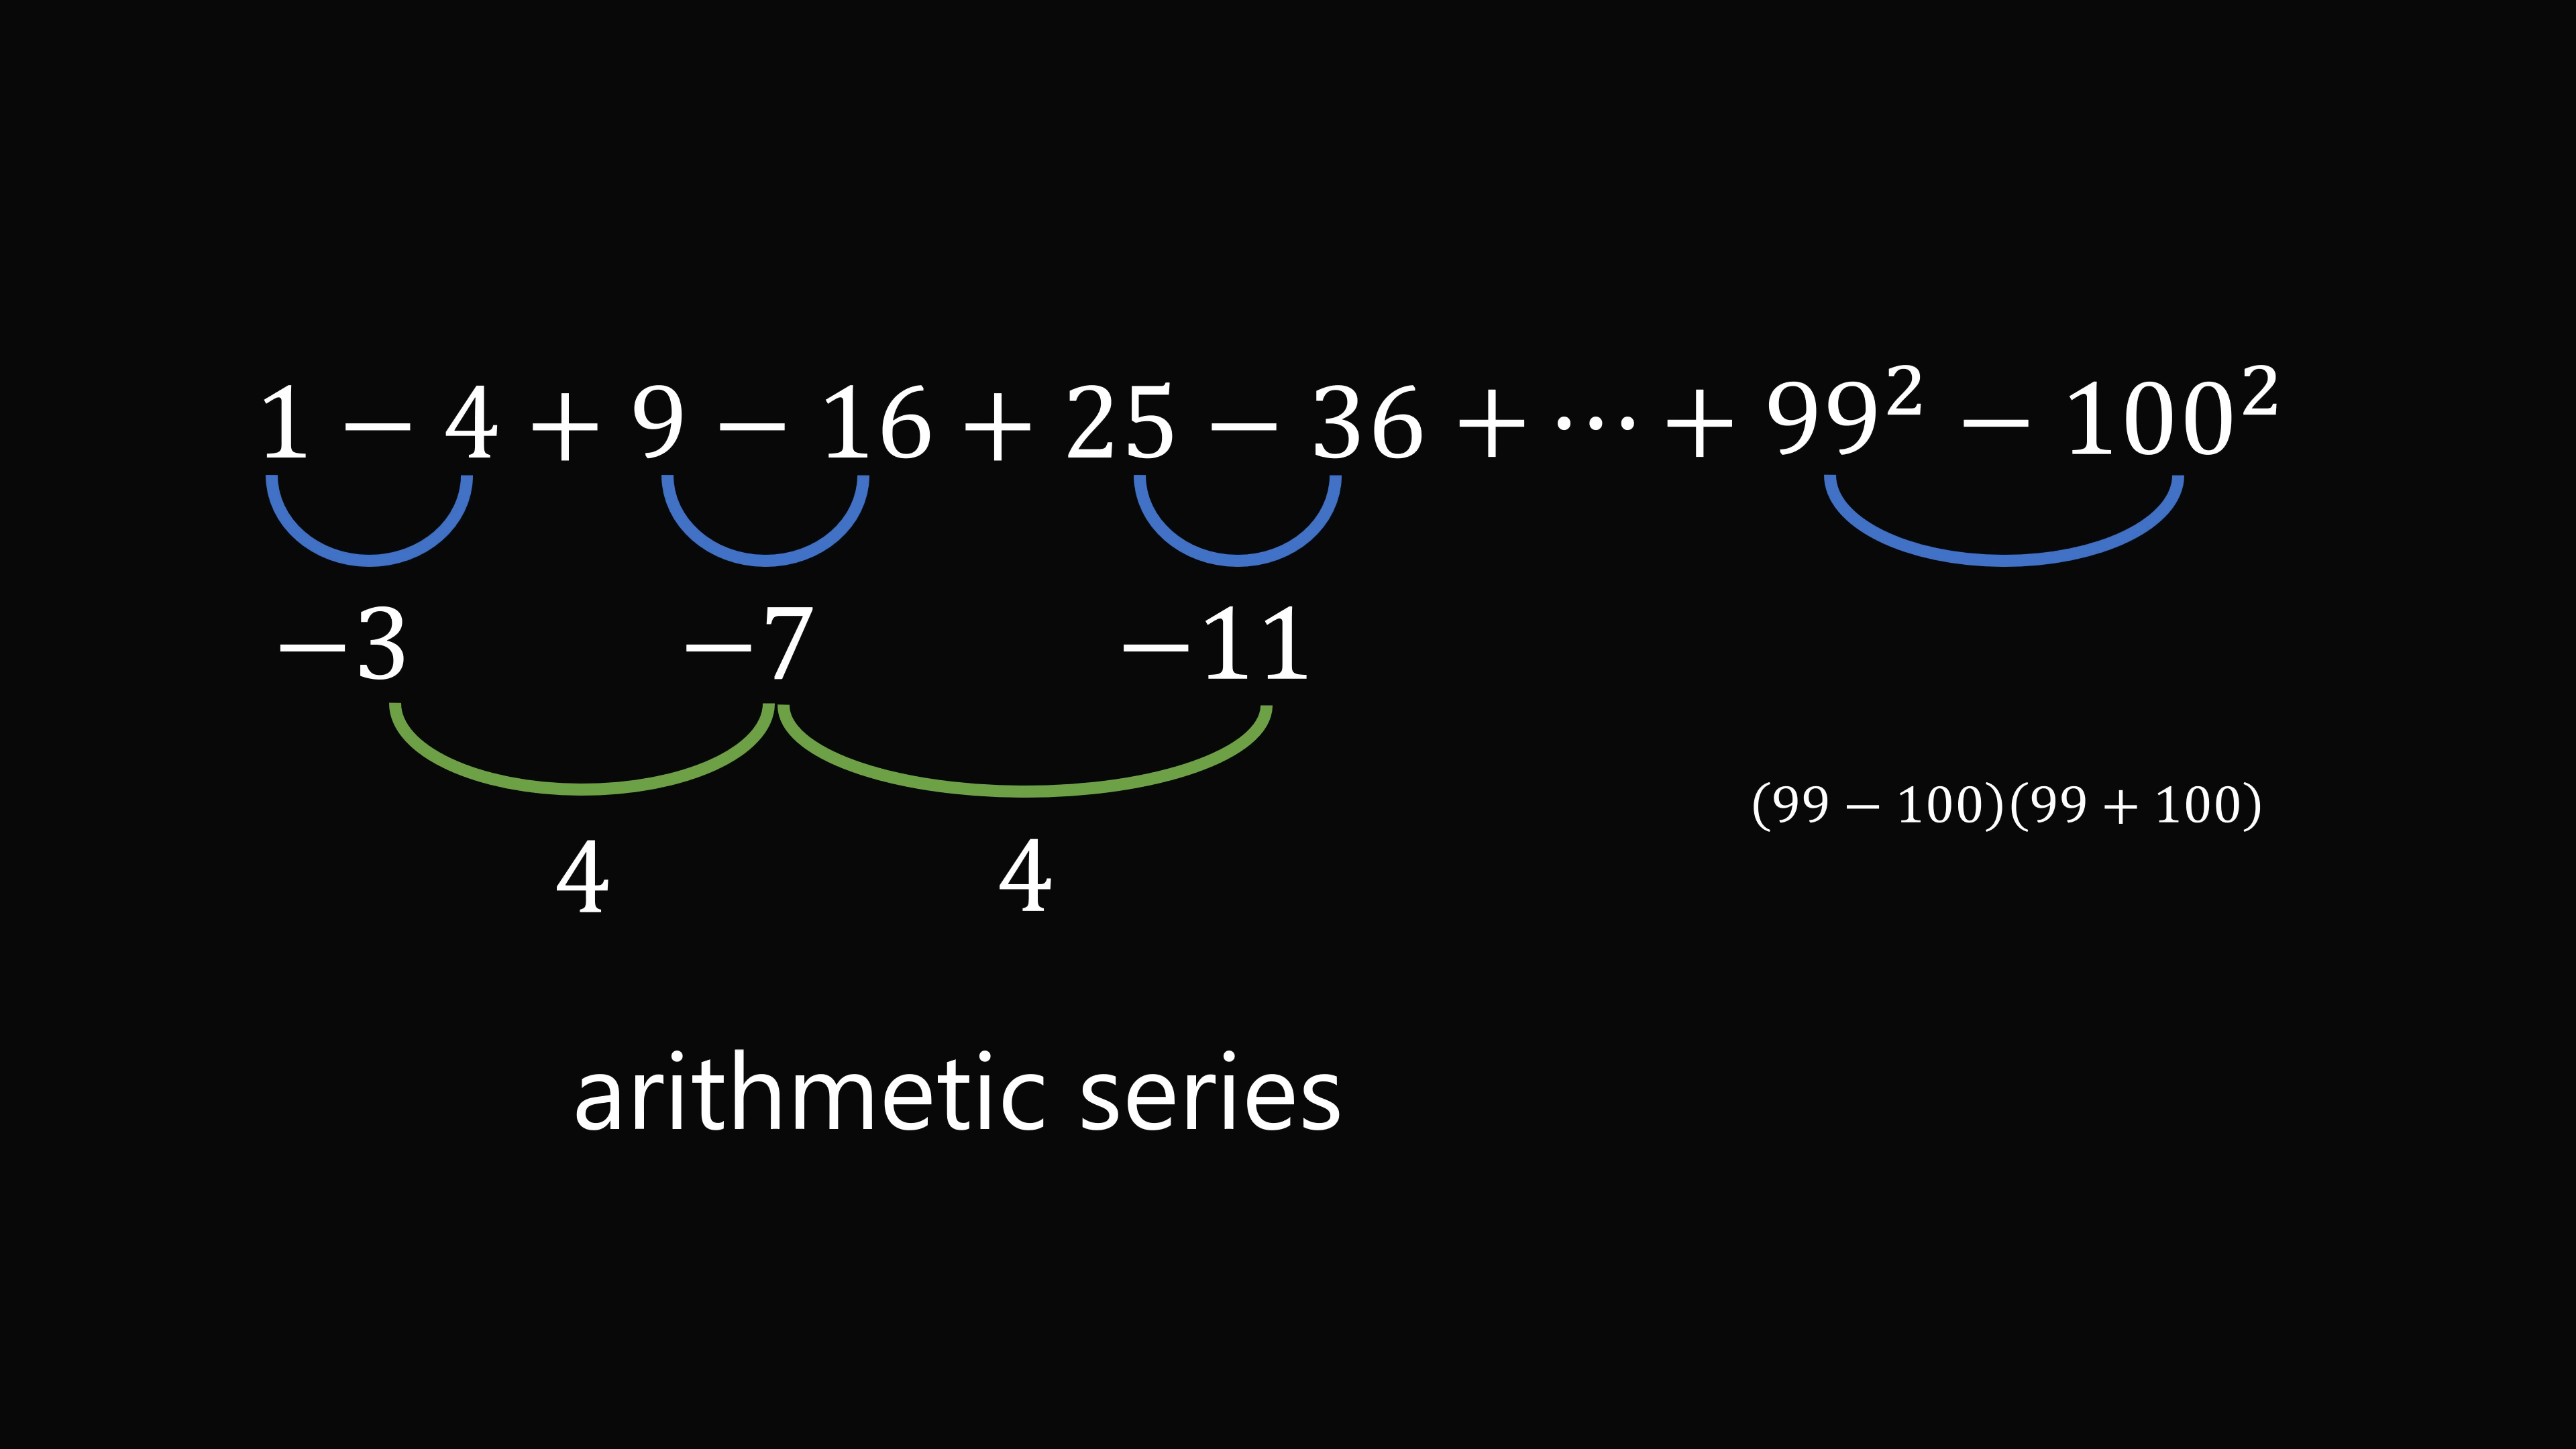 1 − 4 + 9 − 16 + 25 − 36 + ⋯ + 99² − 100²
−3 −7 −11
(99 − 100)(99 + 100)
4 4
arithmetic series